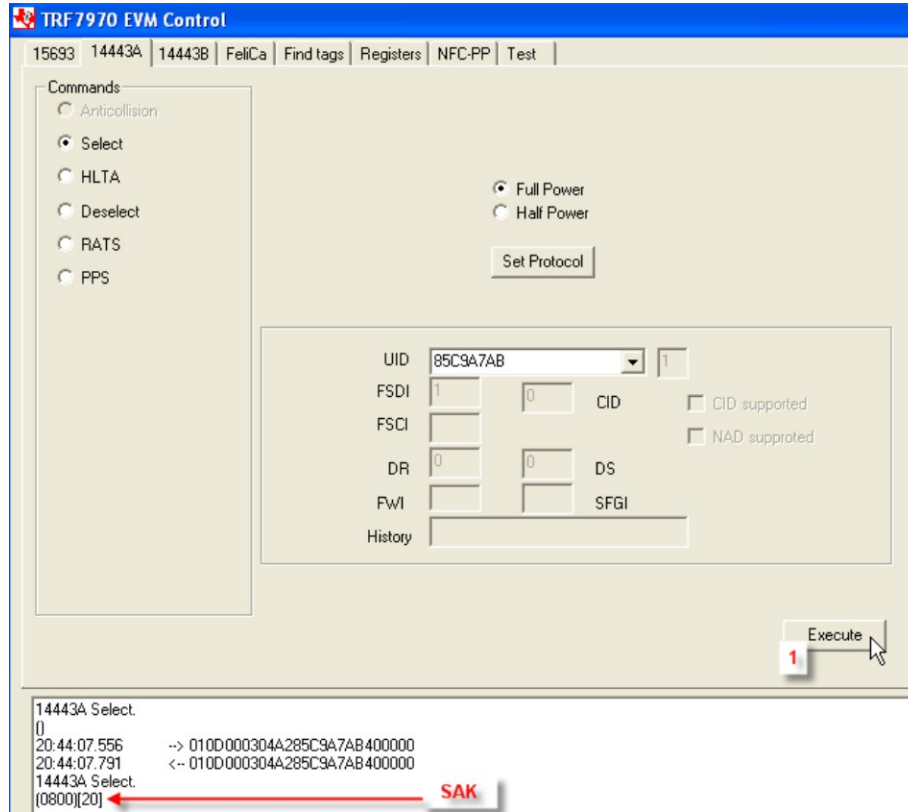 TRF7970 EVM Control
15693 14443A 14443B FeliCa Find tags Registers NFC-PP Test
Commands
Anticollision
Select
HLTA
Deselect
RATS
PPS
Full Power
Half Power
Set Protocol
UID 85C9A7AB 1
FSDI 1 0 CID CID supported
FSCI NAD supproted
DR 0 0 DS
FWI SFGI
History
Execute
1
14443A Select.
()
20:44:07.556 --> 010D000304A285C9A7AB400000
20:44:07.791 <-- 010D000304A285C9A7AB400000
14443A Select.
(0800)[20] SAK